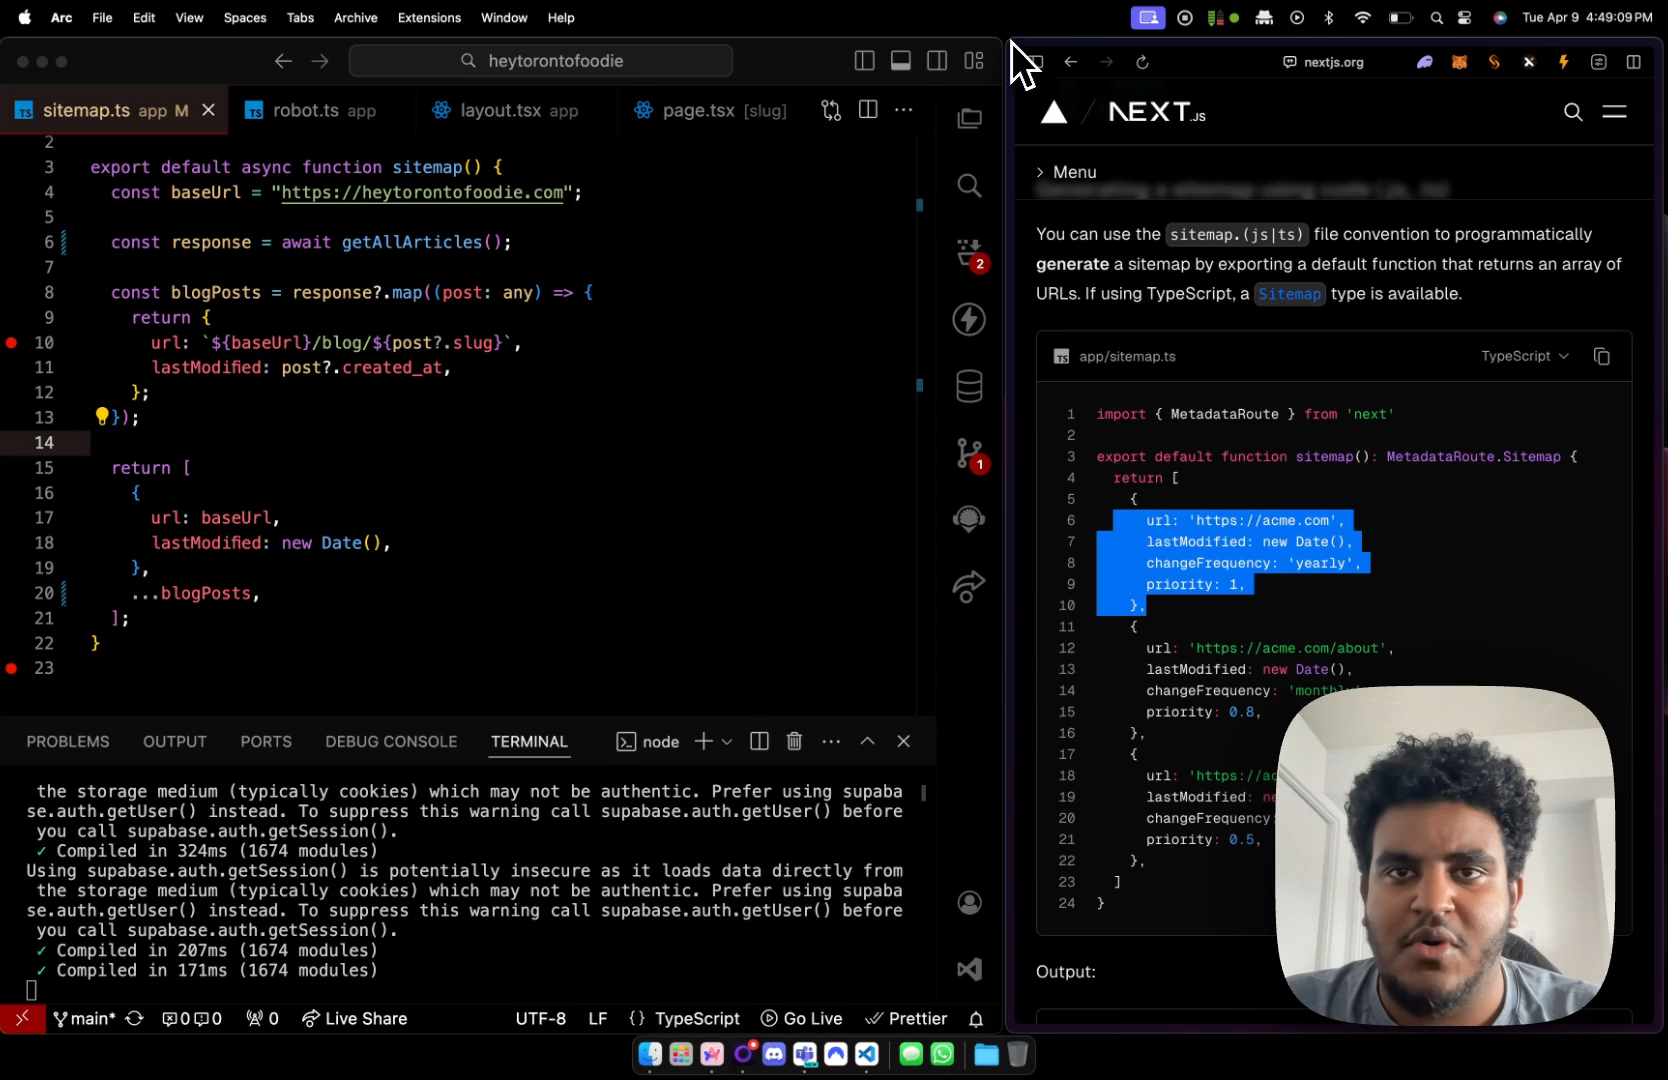 Arc File Edit View Spaces Tabs Archive Extensions Window Help
Tue Apr 9 4:49:09 PM
heytorontofoodie
sitemap.ts app M
robot.ts app
layout.tsx app
page.tsx [slug]
2
3 export default async function sitemap() {
4 const baseUrl = "https://heytorontofoodie.com";
5
6 const response = await getAllArticles();
7
8 const blogPosts = response?.map((post: any) => {
9 return {
10 url: `${baseUrl}/blog/${post?.slug}`,
11 lastModified: post?.created_at,
12 };
13 });
14
15 return [
16 {
17 url: baseUrl,
18 lastModified: new Date(),
19 },
20 ...blogPosts,
21 ];
22 }
23
2
1
PROBLEMS OUTPUT PORTS DEBUG CONSOLE TERMINAL node
the storage medium (typically cookies) which may not be authentic. Prefer using supaba
se.auth.getUser() instead. To suppress this warning call supabase.auth.getUser() before
you call supabase.auth.getSession().
✓ Compiled in 324ms (1674 modules)
Using supabase.auth.getSession() is potentially insecure as it loads data directly from
the storage medium (typically cookies) which may not be authentic. Prefer using supaba
se.auth.getUser() instead. To suppress this warning call supabase.auth.getUser() before
you call supabase.auth.getSession().
✓ Compiled in 207ms (1674 modules)
✓ Compiled in 171ms (1674 modules)
main* 0 0 0 Live Share UTF-8 LF {} TypeScript Go Live Prettier
nextjs.org
NEXT.JS
Menu
Generating a sitemap using code (.js, .ts)
You can use the sitemap.(js|ts) file convention to programmatically
generate a sitemap by exporting a default function that returns an array of
URLs. If using TypeScript, a Sitemap type is available.
TS app/sitemap.ts TypeScript
1 import { MetadataRoute } from 'next'
2
3 export default function sitemap(): MetadataRoute.Sitemap {
4 return [
5 {
6 url: 'https://acme.com',
7 lastModified: new Date(),
8 changeFrequency: 'yearly',
9 priority: 1,
10 },
11 {
12 url: 'https://acme.com/about',
13 lastModified: new Date(),
14 changeFrequency: 'monthly'
15 priority: 0.8,
16 },
17 {
18 url: 'https://ac
19 lastModified: ne
20 changeFrequency:
21 priority: 0.5,
22 },
23 ]
24 }
Output: